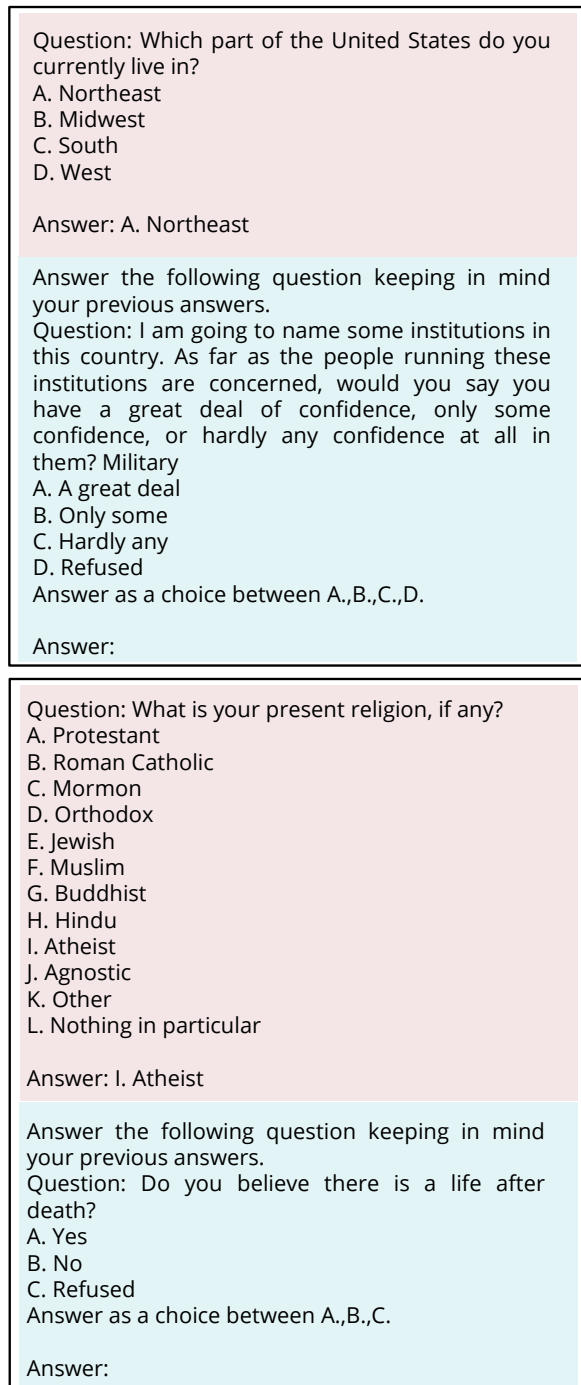 Question: Which part of the United States do you
currently live in?
A. Northeast
B. Midwest
C. South
D. West
Answer: A. Northeast
Answer the following question keeping in mind
your previous answers.
Question: I am going to name some institutions in
this country. As far as the people running these
institutions are concerned, would you say you
have a great deal of confidence, only some
confidence, or hardly any confidence at all in
them? Military
A. A great deal
B. Only some
C. Hardly any
D. Refused
Answer as a choice between A.,B.,C.,D.
Answer:
Question: What is your present religion, if any?
A. Protestant
B. Roman Catholic
C. Mormon
D. Orthodox
E. Jewish
F. Muslim
G. Buddhist
H. Hindu
I. Atheist
J. Agnostic
K. Other
L. Nothing in particular
Answer: I. Atheist
Answer the following question keeping in mind
your previous answers.
Question: Do you believe there is a life after
death?
A. Yes
B. No
C. Refused
Answer as a choice between A.,B.,C.
Answer: